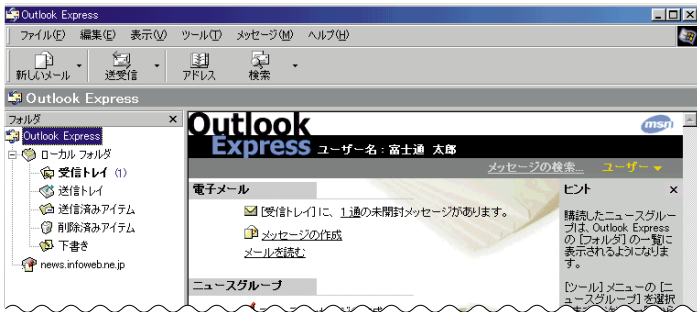 Outlook Express
ファイル(F) 編集(E) 表示(V) ツール(T) メッセージ(M) ヘルプ(H)
新しいメール 送受信 アドレス 検索
Outlook Express
フォルダ ×
Outlook Express
ローカル フォルダ
受信トレイ (1)
送信トレイ
送信済みアイテム
削除済みアイテム
下書き
news.infoweb.ne.jp
Outlook
Express ユーザー名:富士通 太郎
msn
メッセージの検索... ユーザー
電子メール
[受信トレイ] に、1通の未開封メッセージがあります。
メッセージの作成
メールを読む
ニュースグループ
ヒント ×
購読したニュースグルー
プは、Outlook Express
の [フォルダ] の一覧に
表示されるようになりま
す。
[ツール] メニューの [ニ
ュースグループ] を選択